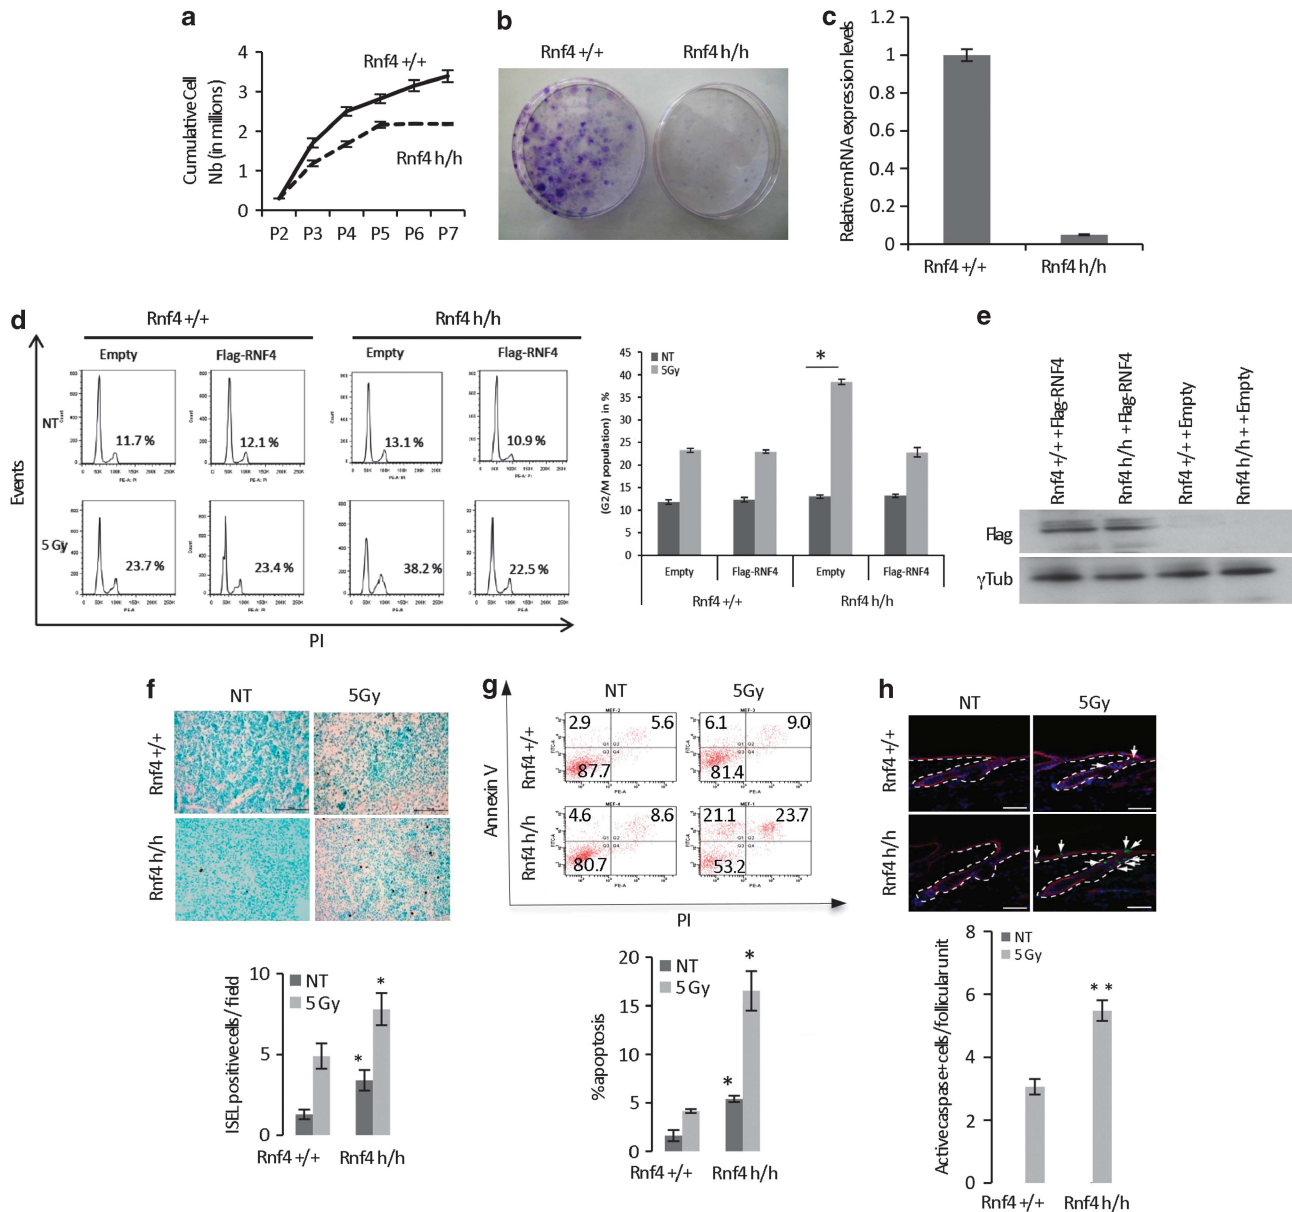 a
Cumulative Cell
Nb (in millions)
4
3
2
1
0
P2 P3 P4 P5 P6 P7
Rnf4 +/+
Rnf4 h/h
b
Rnf4 +/+ Rnf4 h/h
c
Relative mRNA expression levels
1.2
1
0.8
0.6
0.4
0.2
0
Rnf4 +/+ Rnf4 h/h
d
Rnf4 +/+ Rnf4 h/h
Empty Flag-RNF4 Empty Flag-RNF4
Events
NT
11.7 % 12.1 % 13.1 % 10.9 %
5 Gy
23.7 % 23.4 % 38.2 % 22.5 %
PI
(G2/M population) in %
45
40
35
30
25
20
15
10
5
0
NT
5Gy
*
Empty Flag-RNF4 Empty Flag-RNF4
Rnf4 +/+ Rnf4 h/h
e
Rnf4 +/+ +Flag-RNF4
Rnf4 h/h +Flag-RNF4
Rnf4 +/+ +Empty
Rnf4 h/h ++Empty
Flag
γTub
f
NT 5Gy
Rnf4 +/+
Rnf4 h/h
ISEL positive cells/ field
10
5
0
NT
5 Gy
*
*
Rnf4 +/+ Rnf4 h/h
g
NT 5Gy
Annexin V
Rnf4 +/+
MEF-2 MEF-3
2.9 5.6 6.1 9.0
87.7 81.4
Rnf4 h/h
MEF-4 MEF-1
4.6 8.6 21.1 23.7
80.7 53.2
PI
%apoptosis
20
15
10
5
0
NT
5 Gy
*
*
Rnf4 +/+ Rnf4 h/h
h
NT 5Gy
Rnf4 +/+
Rnf4 h/h
Active caspase+ cells/ follicular unit
8
6
4
2
0
NT
5 Gy
* *
Rnf4 +/+ Rnf4 h/h